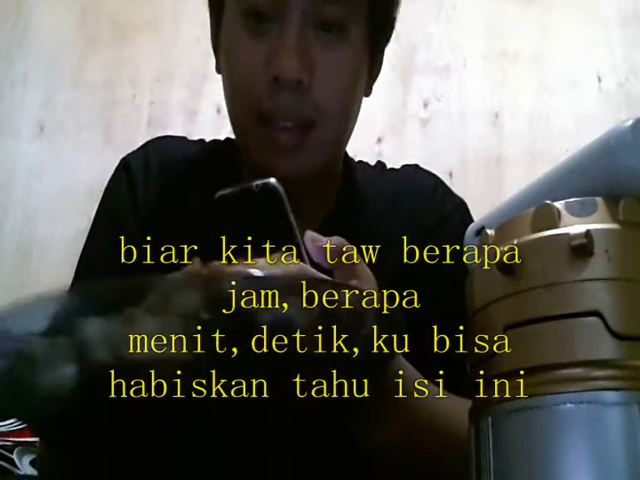 biar kita taw berapa
jam,berapa
menit,detik,ku bisa
habiskan tahu isi ini